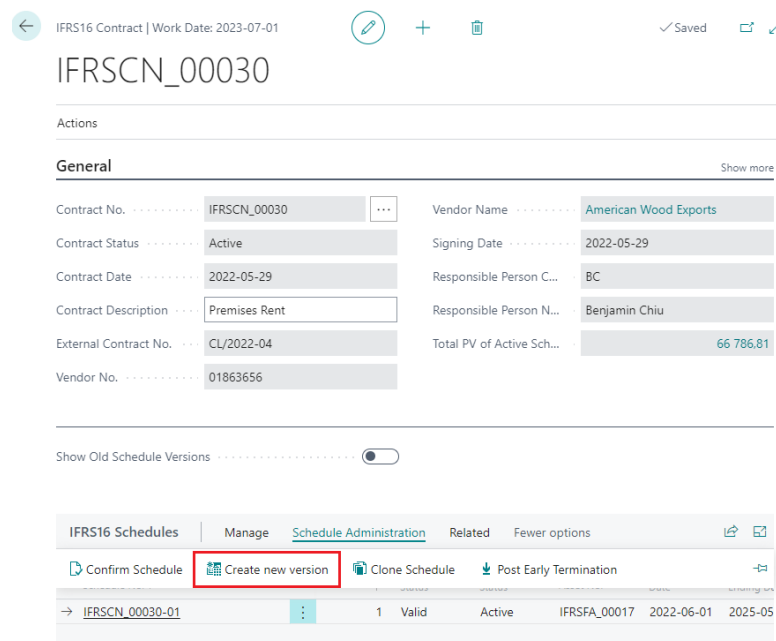 IFRS16 Contract | Work Date: 2023-07-01
Saved
IFRSCN_00030
Actions
General
Show more
Contract No.
IFRSCN_00030
Vendor Name
American Wood Exports
Contract Status
Active
Signing Date
2022-05-29
Contract Date
2022-05-29
Responsible Person C...
BC
Contract Description
Premises Rent
Responsible Person N...
Benjamin Chiu
External Contract No.
CL/2022-04
Total PV of Active Sch...
66 786,81
Vendor No.
01863656
Show Old Schedule Versions
IFRS16 Schedules
Manage
Schedule Administration
Related
Fewer options
Confirm Schedule
Create new version
Clone Schedule
Post Early Termination
IFRSCN_00030-01
1
Valid
Active
IFRSFA_00017
2022-06-01
2025-05